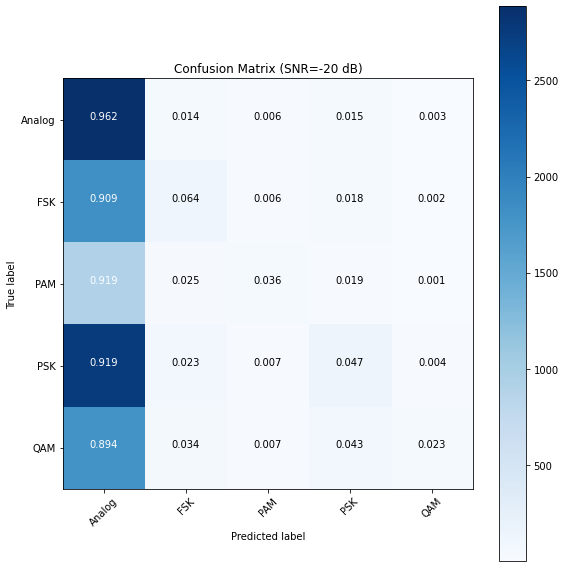 Confusion Matrix (SNR=-20 dB)
Analog 0.962 0.014 0.006 0.015 0.003
FSK 0.909 0.064 0.006 0.018 0.002
PAM 0.919 0.025 0.036 0.019 0.001
PSK 0.919 0.023 0.007 0.047 0.004
QAM 0.894 0.034 0.007 0.043 0.023
True label
Analog FSK PAM PSK QAM
Predicted label
2500
2000
1500
1000
500